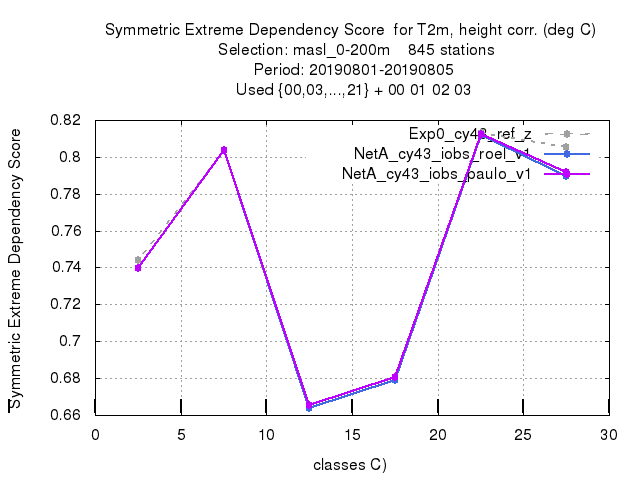 Symmetric Extreme Dependency Score for T2m, height corr. (deg C)
Selection: masl_0-200m 845 stations
Period: 20190801-20190805
Used {00,03,...,21} + 00 01 02 03
Symmetric Extreme Dependency Score
0.82
0.8
0.78
0.76
0.74
0.72
0.7
0.68
0.66
Exp0_cy43_ref_z
NetA_cy43_iobs_roel_v1
NetA_cy43_iobs_paulo_v1
0 5 10 15 20 25 30
classes C)